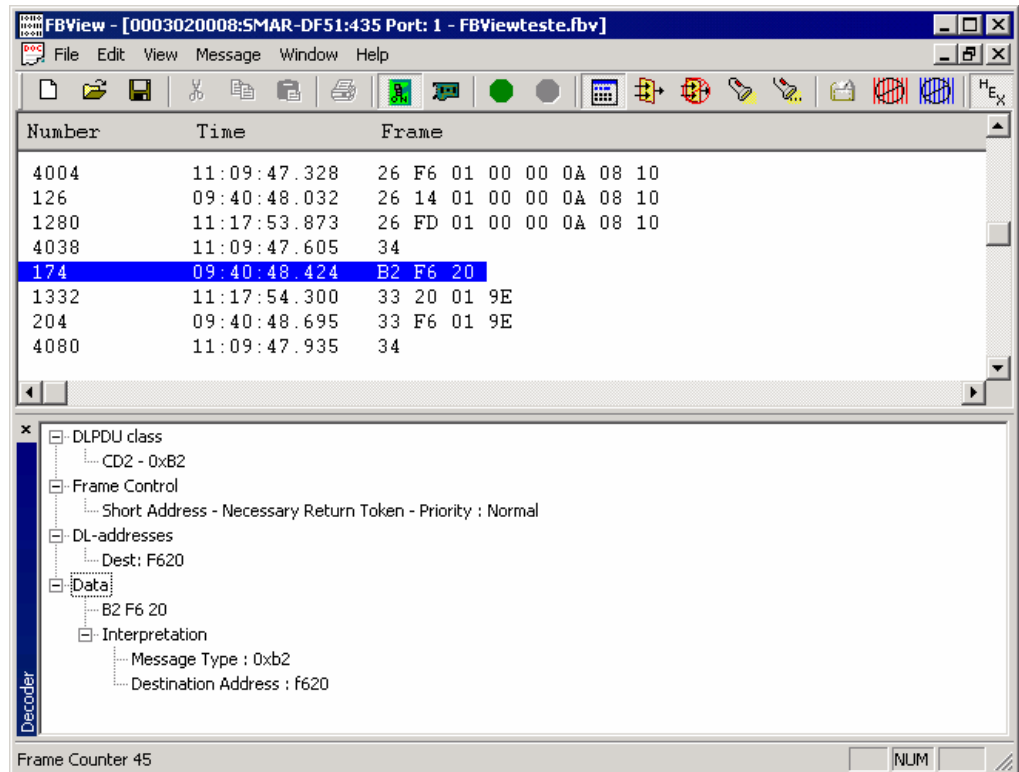 FBView - [0003020008:SMAR-DF51:435 Port: 1 - FBViewteste.fbv]
File Edit View Message Window Help
HEX
Number Time Frame
4004 11:09:47.328 26 F6 01 00 00 0A 08 10
126 09:40:48.032 26 14 01 00 00 0A 08 10
1280 11:17:53.873 26 FD 01 00 00 0A 08 10
4038 11:09:47.605 34
174 09:40:48.424 B2 F6 20
1332 11:17:54.300 33 20 01 9E
204 09:40:48.695 33 F6 01 9E
4080 11:09:47.935 34
DLPDU class
CD2 - 0xB2
Frame Control
Short Address - Necessary Return Token - Priority : Normal
DL-addresses
Dest: F620
Data
B2 F6 20
Interpretation
Message Type : 0xb2
Destination Address : f620
Decoder
Frame Counter 45 NUM